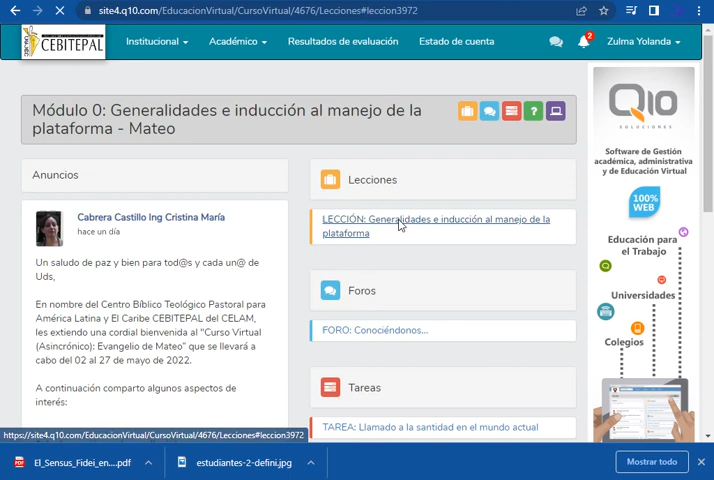 site4.q10.com/EducacionVirtual/CursoVirtual/4676/Lecciones#leccion3972
CEBITEPAL
Institucional
Académico
Resultados de evaluación
Estado de cuenta
2
Zulma Yolanda
Módulo 0: Generalidades e inducción al manejo de la
plataforma - Mateo
?
Anuncios
Cabrera Castillo Ing Cristina María
hace un día
Un saludo de paz y bien para tod@s y cada un@ de
Uds,
En nombre del Centro Bíblico Teológico Pastoral para
América Latina y El Caribe CEBITEPAL del CELAM,
les extiendo una cordial bienvenida al "Curso Virtual
(Asincrónico): Evangelio de Mateo" que se llevará a
cabo del 02 al 27 de mayo de 2022.
A continuación comparto algunos aspectos de
interés:
Lecciones
LECCIÓN: Generalidades e inducción al manejo de la
plataforma
Foros
FORO: Conociéndonos...
Tareas
TAREA: Llamado a la santidad en el mundo actual
Q10
SOLUCIONES
Software de Gestión
académica, administrativa
y de Educación Virtual
100%
WEB
Educación para
el Trabajo
Universidades
Colegios
https://site4.q10.com/EducacionVirtual/CursoVirtual/4676/Lecciones#leccion3972
El_Sensus_Fidei_en....pdf
estudiantes-2-defini.jpg
Mostrar todo